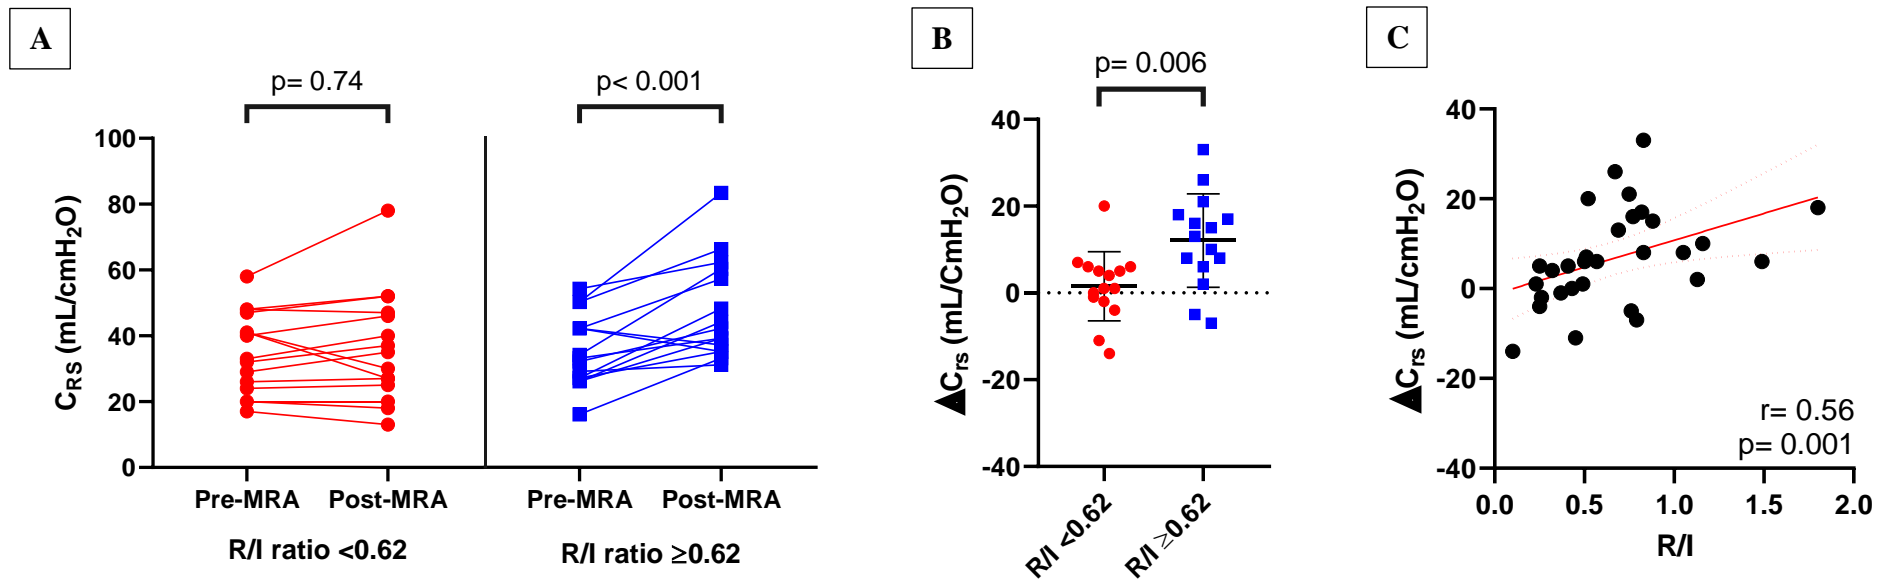 A
p= 0.74
p< 0.001
C_RS (mL/cmH₂O)
100
80
60
40
20
0
Pre-MRA
Post-MRA
Pre-MRA
Post-MRA
R/I ratio <0.62
R/I ratio ≥0.62
B
p= 0.006
▲C_rs (mL/CmH₂O)
40
20
0
-20
-40
R/I <0.62
R/I ≥0.62
C
▲C_rs (mL/cmH₂O)
40
20
0
-20
-40
r= 0.56
p= 0.001
0.0
0.5
1.0
1.5
2.0
R/I